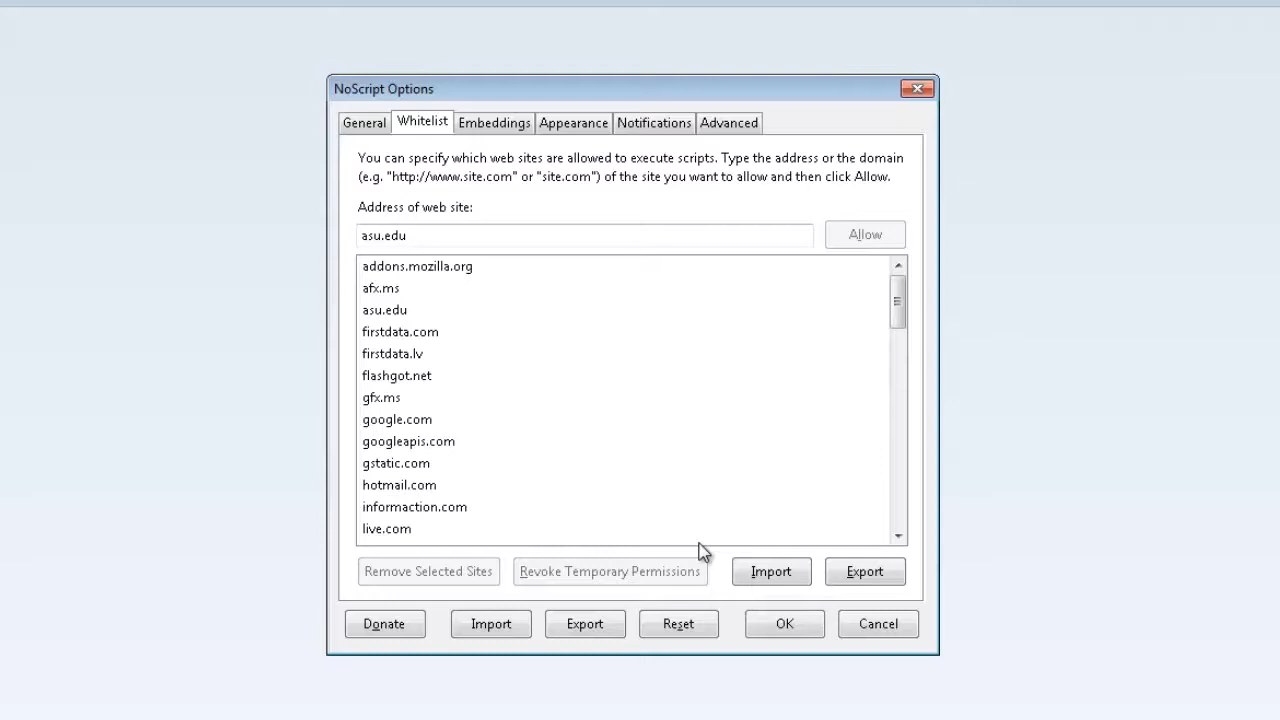 NoScript Options
General Whitelist Embeddings Appearance Notifications Advanced
You can specify which web sites are allowed to execute scripts. Type the address or the domain
(e.g. "http://www.site.com" or "site.com") of the site you want to allow and then click Allow.
Address of web site:
asu.edu Allow
addons.mozilla.org
afx.ms
asu.edu
firstdata.com
firstdata.lv
flashgot.net
gfx.ms
google.com
googleapis.com
gstatic.com
hotmail.com
informaction.com
live.com
Remove Selected Sites Revoke Temporary Permissions Import Export
Donate Import Export Reset OK Cancel